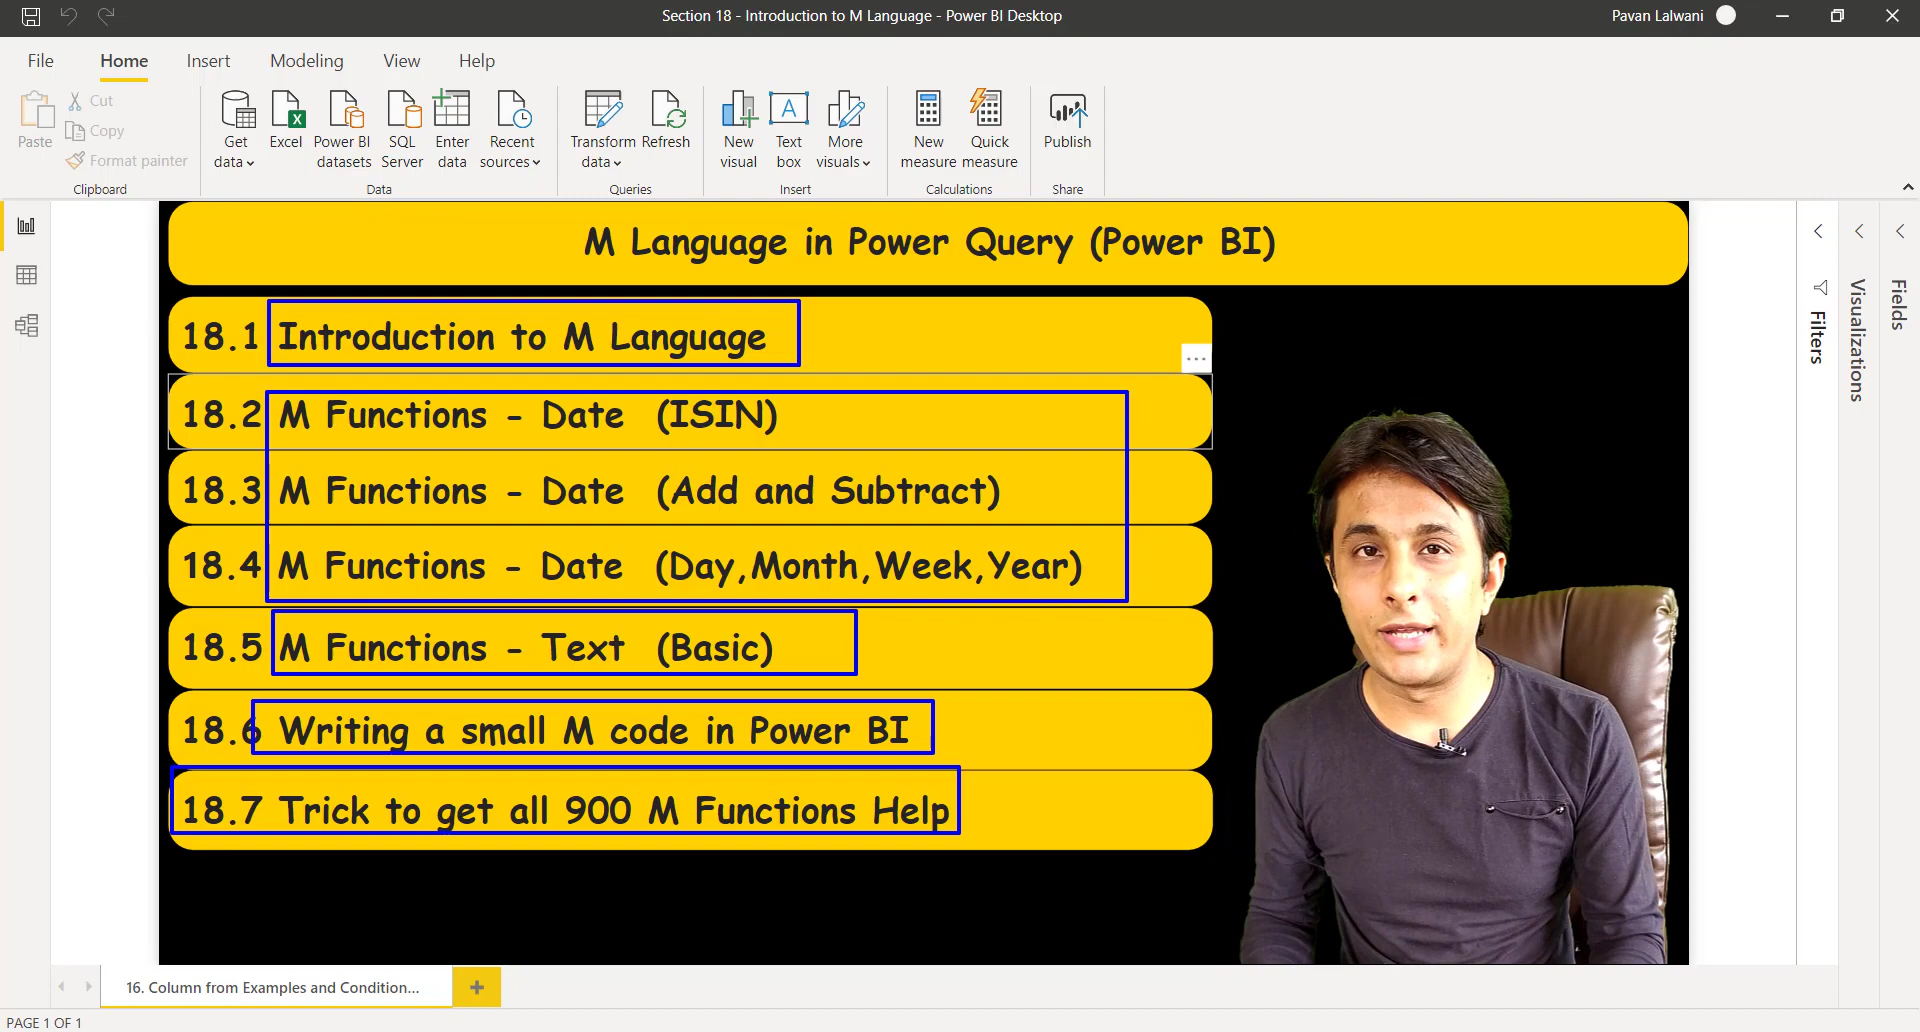 Section 18 - Introduction to M Language - Power BI Desktop
Pavan Lalwani
File
Home
Insert
Modeling
View
Help
Paste
Cut
Copy
Format painter
Clipboard
Get data
Excel
Power BI datasets
SQL Server
Enter data
Recent sources
Data
Transform data
Refresh
Queries
New visual
A
Text box
More visuals
Insert
New measure
Quick measure
Calculations
Publish
Share
M Language in Power Query (Power BI)
18.1 Introduction to M Language
18.2 M Functions - Date (ISIN)
18.3 M Functions - Date (Add and Subtract)
18.4 M Functions - Date (Day,Month,Week,Year)
18.5 M Functions - Text (Basic)
18.6 Writing a small M code in Power BI
18.7 Trick to get all 900 M Functions Help
Filters
Visualizations
Fields
16. Column from Examples and Condition...
PAGE 1 OF 1